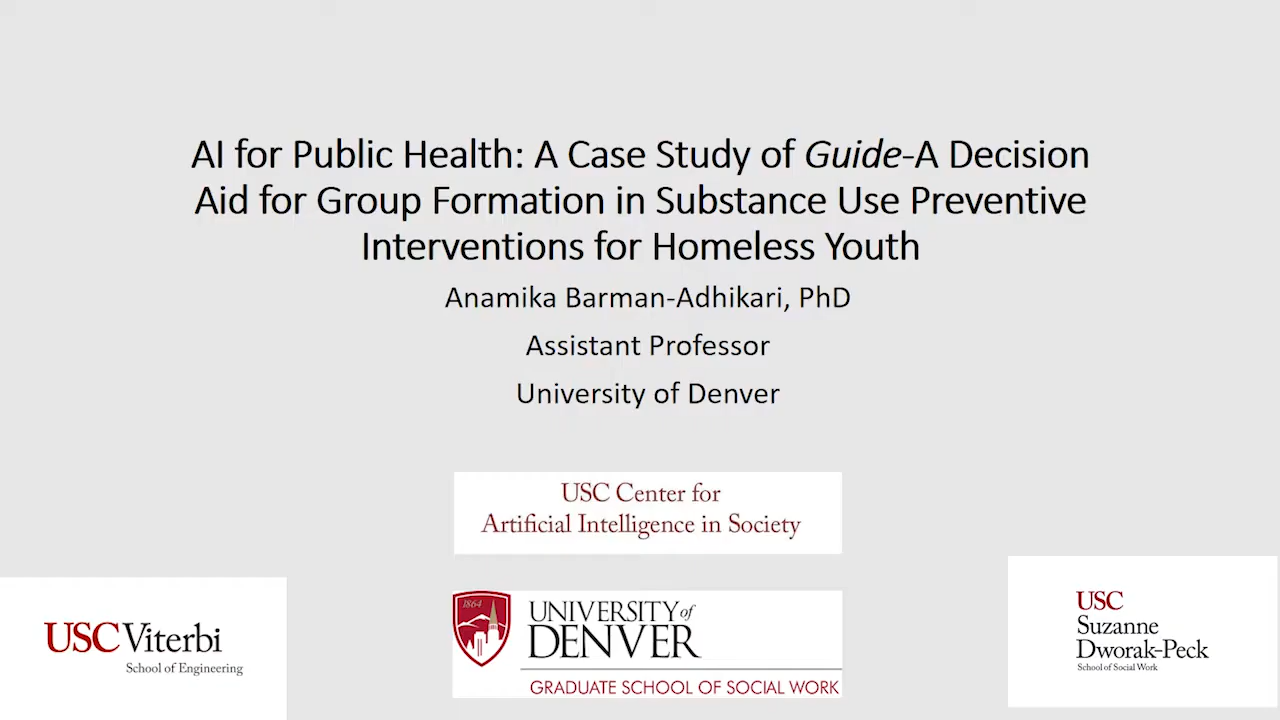 AI for Public Health: A Case Study of Guide-A Decision
Aid for Group Formation in Substance Use Preventive
Interventions for Homeless Youth
Anamika Barman-Adhikari, PhD
Assistant Professor
University of Denver
USC Center for
Artificial Intelligence in Society
USC Viterbi
School of Engineering
1864
UNIVERSITY of
DENVER
GRADUATE SCHOOL OF SOCIAL WORK
USC
Suzanne
Dworak-Peck
School of Social Work